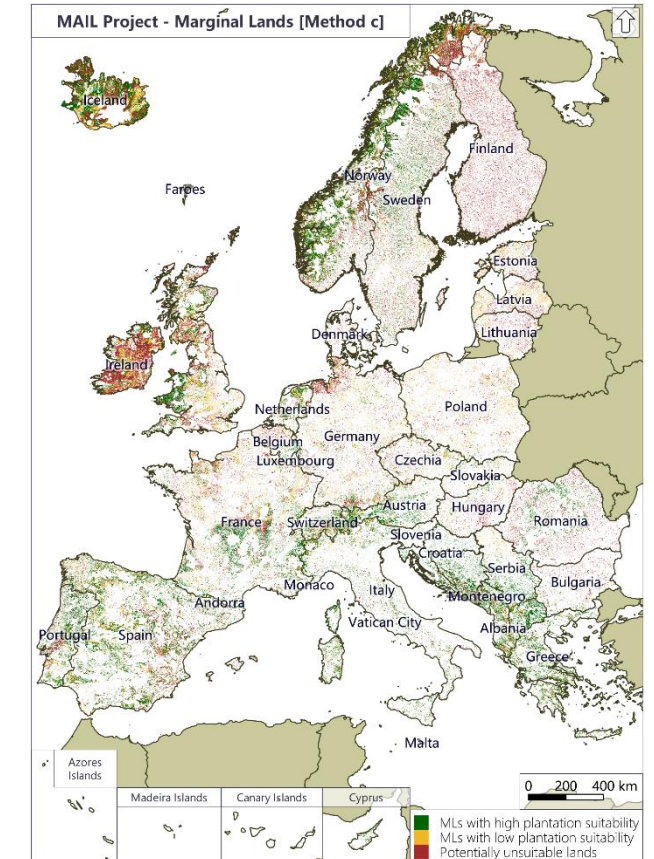 MAIL Project - Marginal Lands [Method c]
Iceland
Finland
Norway
Faroes
Sweden
Estonia
Latvia
Denmark
Lithuania
Ireland
Netherlands
Poland
Belgium
Germany
Luxembourg
Czechia
Slovakia
Austria
Hungary
France
Switzerland
Romania
Slovenia
Croatia
Serbia
Monaco
Italy
Bulgaria
Andorra
Montenegro
Vatican City
Albania
Portugal
Spain
Greece
Malta
Azores
Islands
0 200 400 km
Madeira Islands
Canary Islands
Cyprus
MLs with high plantation suitability
MLs with low plantation suitability
Potentially unsuitable lands